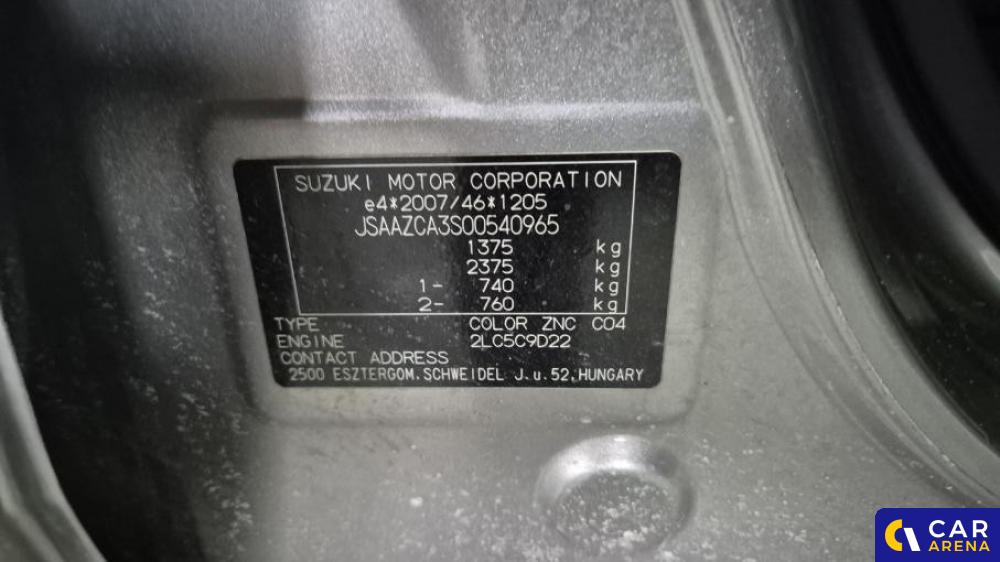 SUZUKI MOTOR CORPORATION
e4*2007/46*1205
JSAAZCA3S00540965
1375 kg
2375 kg
1- 740 kg
2- 760 kg
TYPE COLOR ZNC C04
ENGINE 2LC5C9D22
CONTACT ADDRESS
2500 ESZTERGOM.SCHWEIDEL J.u.52,HUNGARY
CAR
ARENA